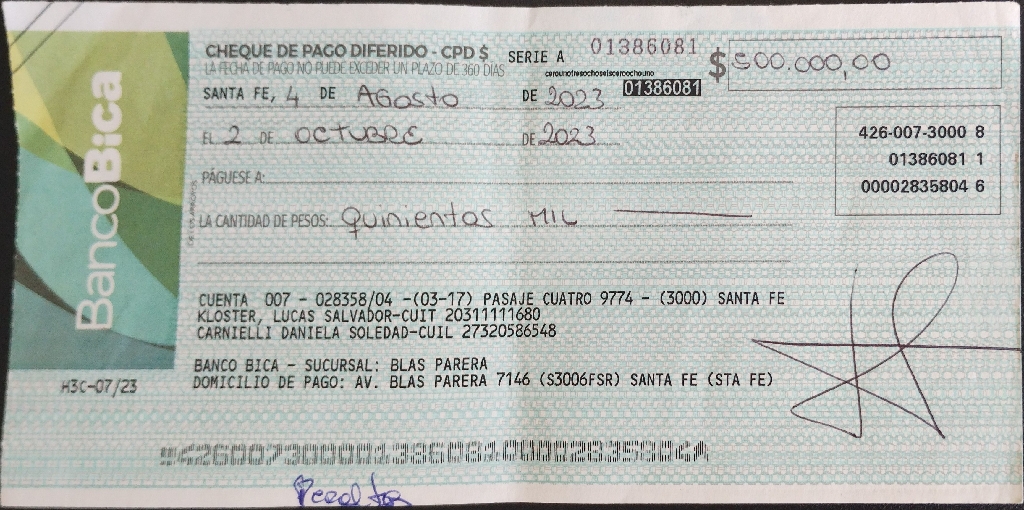 BancoBica
CHEQUE DE PAGO DIFERIDO - CPD $ SERIE A 01386081 $ 500.000,00
LA FECHA DE PAGO NO PUEDE EXCEDER UN PLAZO DE 360 DIAS
cerounotresochoseisceroochouno
01386081
SANTA FE, 4 DE Agosto DE 2023
EL 2 DE OCTUBRE DE 2023
426-007-3000 8
01386081 1
00002835804 6
PÁGUESE A:
LA CANTIDAD DE PESOS: Quinientos MIL
CUENTA 007 - 028358/04 -(03-17) PASAJE CUATRO 9774 - (3000) SANTA FE
KLOSTER, LUCAS SALVADOR-CUIT 20311111680
CARNIELLI DANIELA SOLEDAD-CUIL 27320586548
BANCO BICA - SUCURSAL: BLAS PARERA
DOMICILIO DE PAGO: AV. BLAS PARERA 7146 (S3006FSR) SANTA FE (STA FE)
H3C-07/23
42600730000138608100002835804